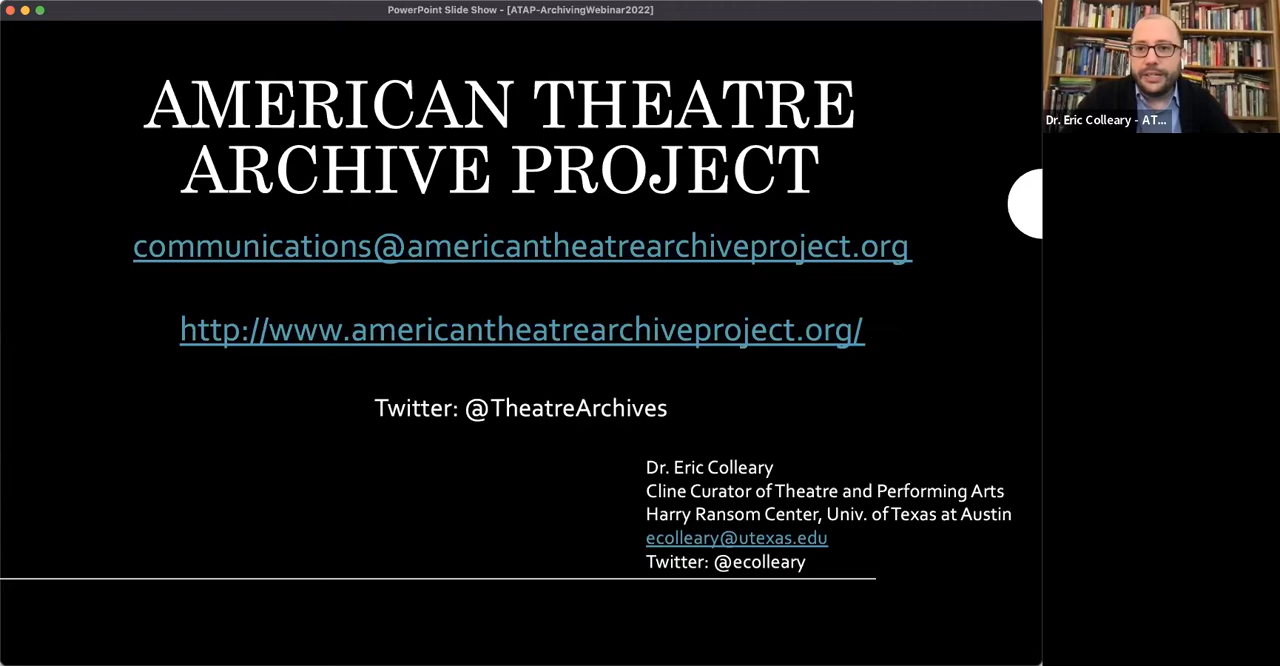 PowerPoint Slide Show - [ATAP-ArchivingWebinar2022]
AMERICAN THEATRE
ARCHIVE PROJECT
communications@americantheatrearchiveproject.org
http://www.americantheatrearchiveproject.org/
Twitter: @TheatreArchives
Dr. Eric Colleary
Cline Curator of Theatre and Performing Arts
Harry Ransom Center, Univ. of Texas at Austin
ecolleary@utexas.edu
Twitter: @ecolleary
Dr. Eric Colleary - AT...